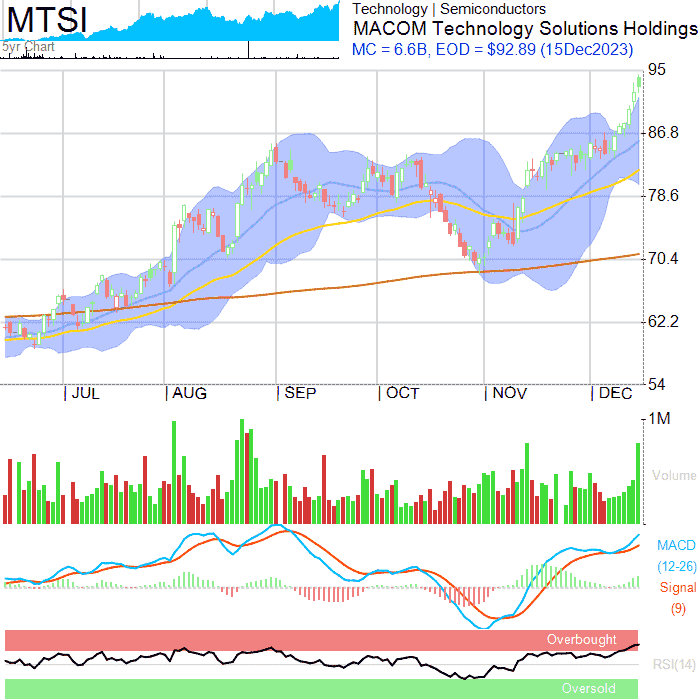 MTSI
5yr Chart
Technology | Semiconductors
MACOM Technology Solutions Holdings
MC = 6.6B, EOD = $92.89 (15Dec2023)
95
86.8
78.6
70.4
62.2
54
| JUL | AUG | SEP | OCT | NOV | DEC
1M
Volume
MACD
(12-26)
Signal
(9)
Overbought
RSI(14)
Oversold